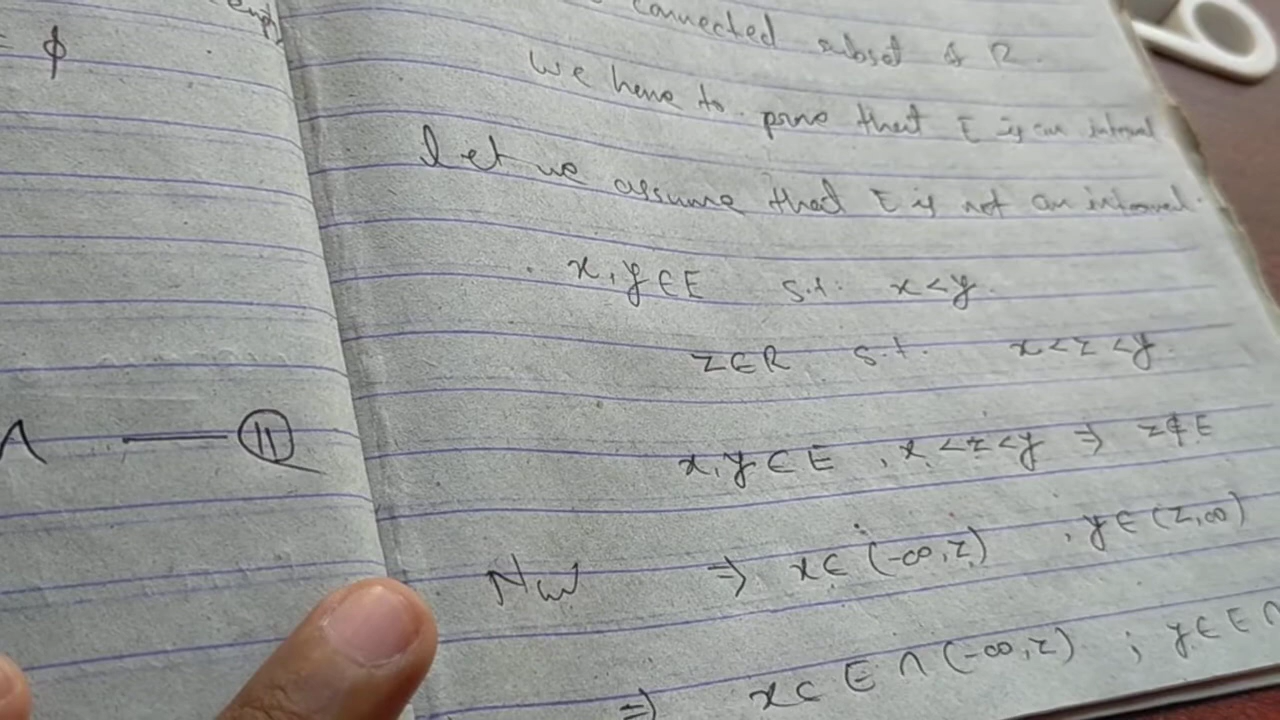 = φ
∩ — ⑪
connected subset of R.
We have to prove that E is an interval
let we assume that E is not an interval.
x, y ∈ E s.t. x < y.
z ∈ R s.t. x < z < y.
x, y ∈ E , x < z < y ⇒ z ∉ E
Now ⇒ x ∈ (-∞, z) , y ∈ (z, ∞)
⇒ x ∈ E ∩ (-∞, z) ; y ∈ E ∩